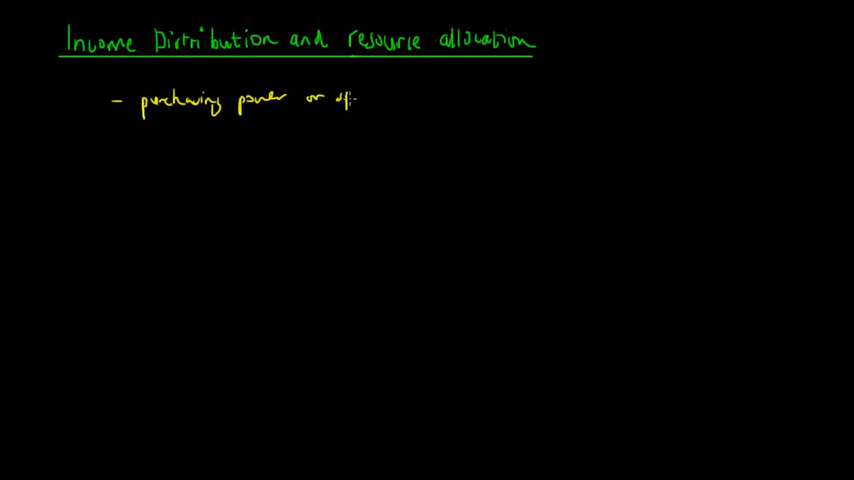 Income Distribution and resource allocation
- purchasing power or